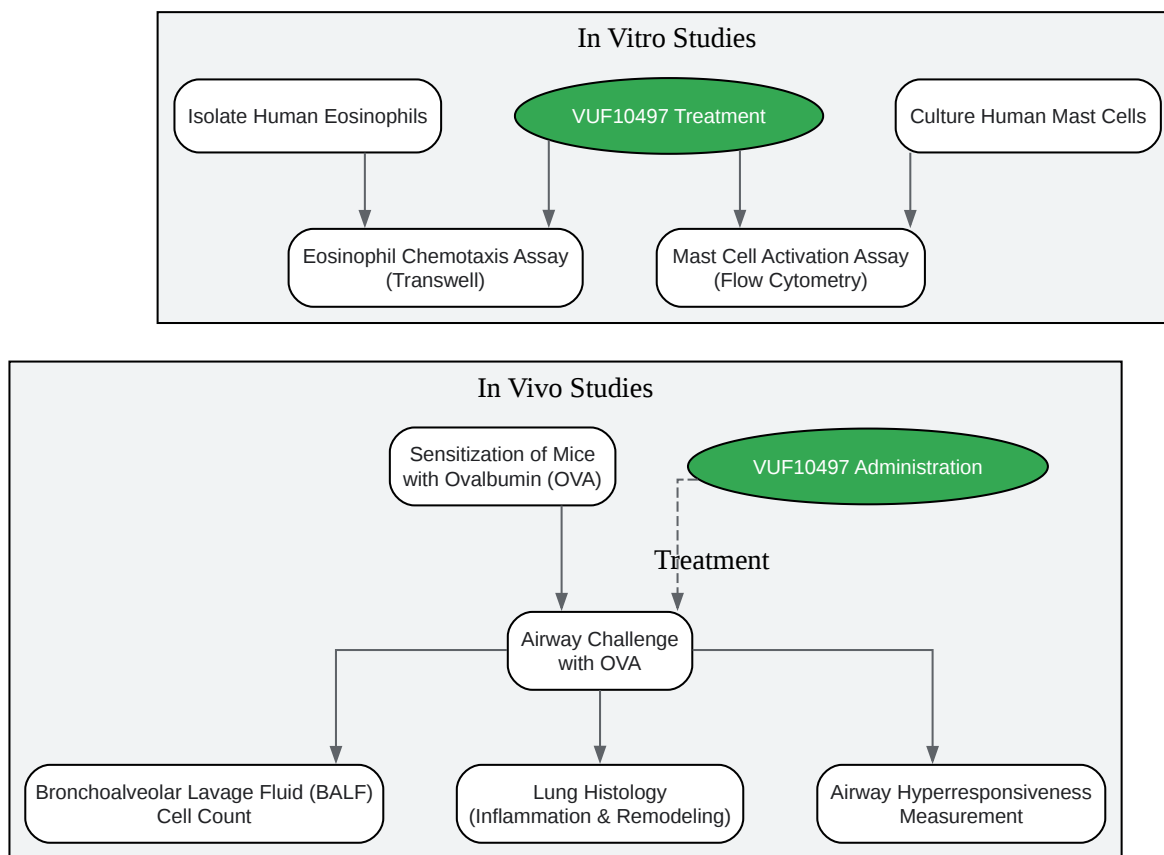 In Vitro Studies
Isolate Human Eosinophils
VUF10497 Treatment
Culture Human Mast Cells
Eosinophil Chemotaxis Assay
(Transwell)
Mast Cell Activation Assay
(Flow Cytometry)
In Vivo Studies
Sensitization of Mice
with Ovalbumin (OVA)
VUF10497 Administration
Treatment
Airway Challenge
with OVA
Bronchoalveolar Lavage Fluid (BALF)
Cell Count
Lung Histology
(Inflammation & Remodeling)
Airway Hyperresponsiveness
Measurement